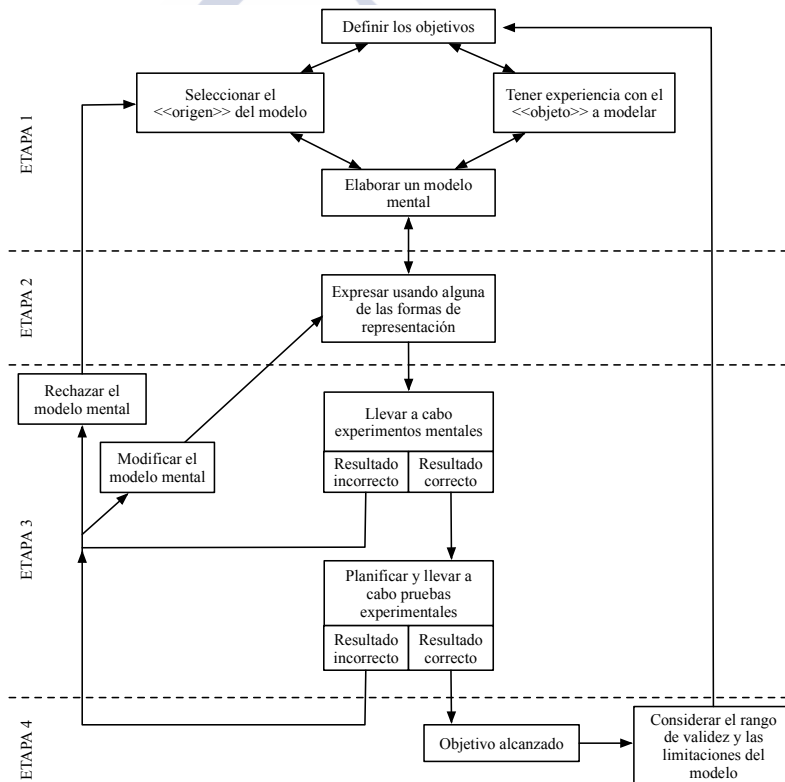 Definir los objetivos
ETAPA 1
Seleccionar el
<<origen>> del modelo
Tener experiencia con el
<<objeto>> a modelar
Elaborar un modelo
mental
ETAPA 2
Expresar usando alguna
de las formas de
representación
ETAPA 3
Rechazar el
modelo mental
Llevar a cabo
experimentos mentales
Modificar el
modelo mental
Resultado
incorrecto
Resultado
correcto
Planificar y llevar a
cabo pruebas
experimentales
Resultado
incorrecto
Resultado
correcto
ETAPA 4
Objetivo alcanzado
Considerar el rango
de validez y las
limitaciones del
modelo